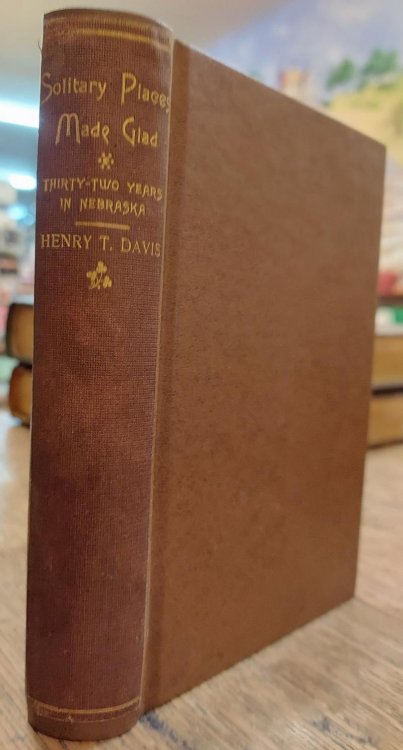 Solitary Places
Made Glad
THIRTY-TWO YEARS
IN NEBRASKA
HENRY T. DAVIS